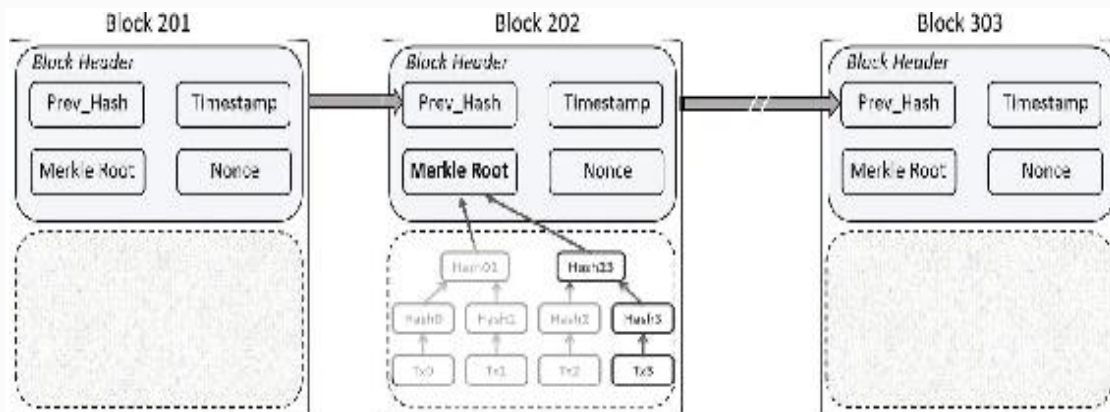 Block 201
Block Header
Prev_Hash
Timestamp
Merkle Root
Nonce
Block 202
Block Header
Prev_Hash
Timestamp
Merkle Root
Nonce
Hash01
Hash23
Hash0
Hash1
Hash2
Hash3
Tx0
Tx1
Tx2
Tx3
Block 303
Block Header
Prev_Hash
Timestamp
Merkle Root
Nonce